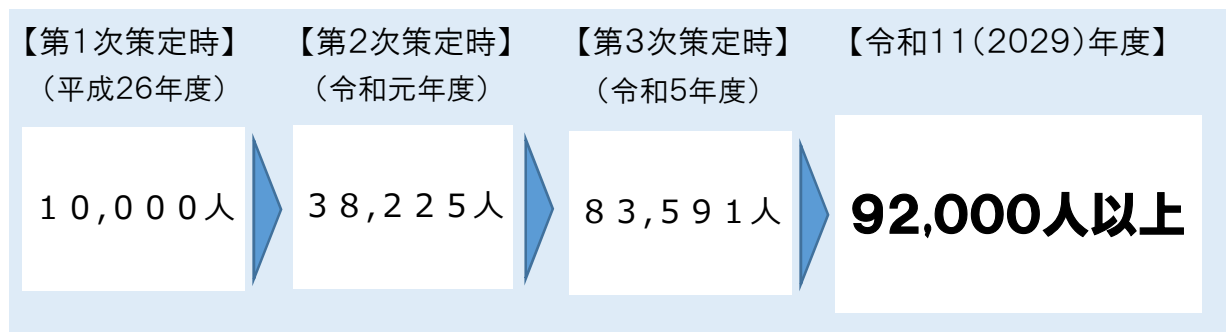 【第1次策定時】
(平成26年度)
10,000人
【第2次策定時】
(令和元年度)
38,225人
【第3次策定時】
(令和5年度)
83,591人
【令和11(2029)年度】
92,000人以上